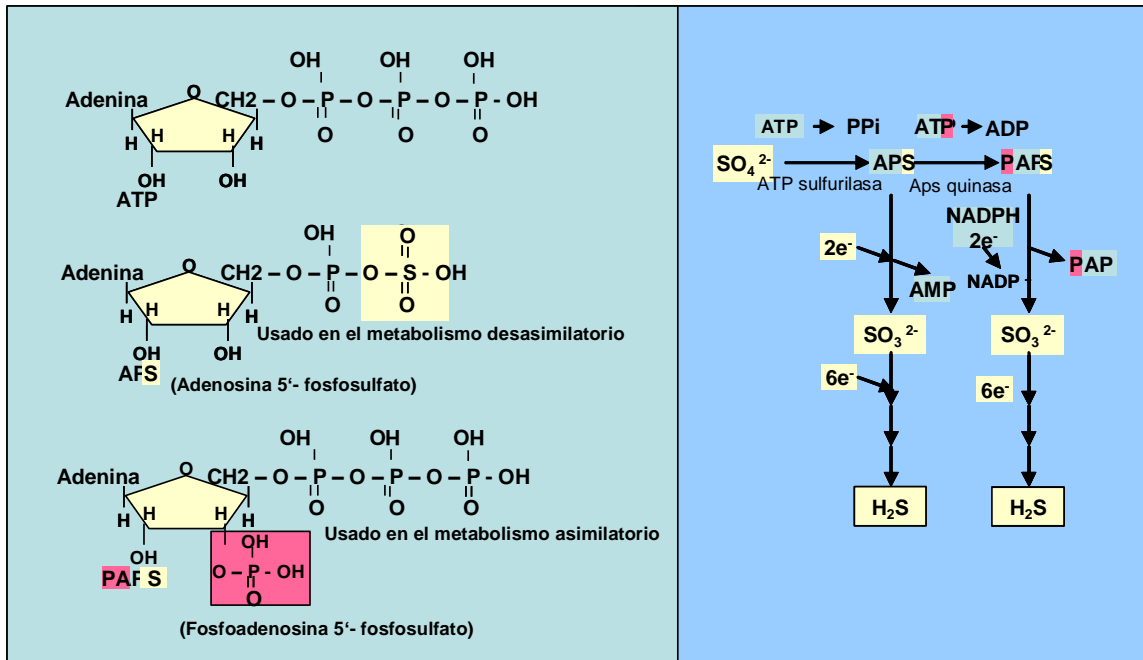 OH OH OH
Adenina O CH2 – O – P – O – P – O – P – OH
H H H H O O O
OH OH
ATP
OH O
Adenina O CH2 – O – P – O – S – OH
H H H H O O
Usado en el metabolismo desasimilatorio
OH OH
APS
(Adenosina 5‘- fosfosulfato)
OH OH OH
Adenina O CH2 – O – P – O – P – O – P – OH
H H H H O O O
Usado en el metabolismo asimilatorio
OH OH
O – P - OH
PAPS
O
(Fosfoadenosina 5‘- fosfosulfato)
ATP PPi ATP ADP
SO₄ ²⁻ APS PAPS
ATP sulfurilasa Aps quinasa
NADPH
2e⁻ 2e⁻
PAP
AMP NADP
SO₃ ²⁻ SO₃ ²⁻
6e⁻ 6e⁻
H₂S H₂S